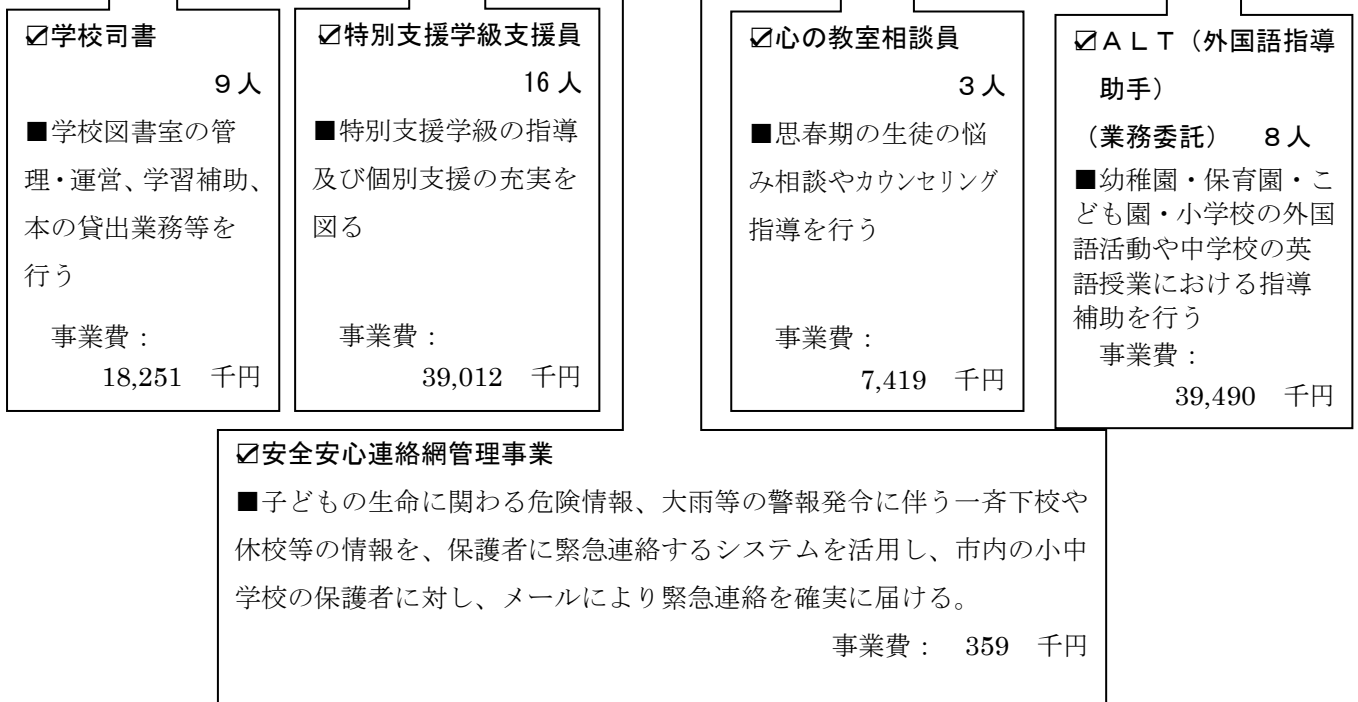 ☑学校司書
９人
■学校図書室の管
理・運営、学習補助、
本の貸出業務等を
行う
事業費：
18,251 千円
☑特別支援学級支援員
16 人
■特別支援学級の指導
及び個別支援の充実を
図る
事業費：
39,012 千円
☑心の教室相談員
３人
■思春期の生徒の悩
み相談やカウンセリング
指導を行う
事業費：
7,419 千円
☑ＡＬＴ（外国語指導
助手）
（業務委託） ８人
■幼稚園・保育園・こ
ども園・小学校の外国
語活動や中学校の英
語授業における指導
補助を行う
事業費：
39,490 千円
☑安全安心連絡網管理事業
■子どもの生命に関わる危険情報、大雨等の警報発令に伴う一斉下校や
休校等の情報を、保護者に緊急連絡するシステムを活用し、市内の小中
学校の保護者に対し、メールにより緊急連絡を確実に届ける。
事業費： 359 千円